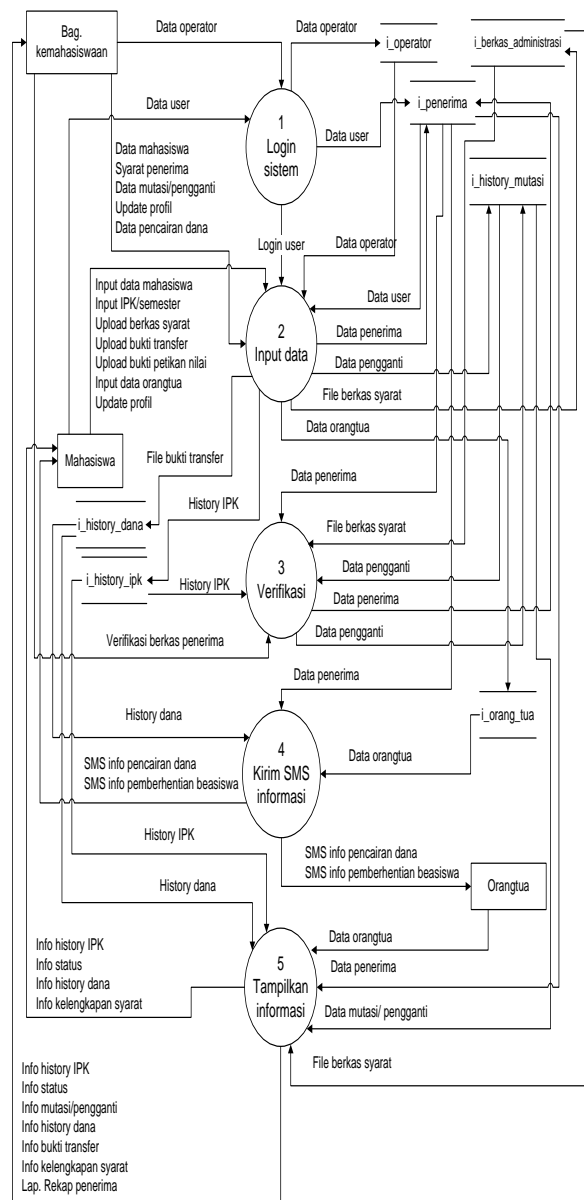 Bag.
kemahasiswaan
Data operator
Data operator
i_operator
i_berkas_administrasi
i_penerima
Data user
1
Login
sistem
Data user
i_history_mutasi
Data mahasiswa
Syarat penerima
Data mutasi/pengganti
Update profil
Data pencairan dana
Login user
Data operator
Input data mahasiswa
Input IPK/semester
Upload berkas syarat
Upload bukti transfer
Upload bukti petikan nilai
Input data orangtua
Update profil
2
Input data
Data user
Data penerima
Data pengganti
File berkas syarat
Data orangtua
Mahasiswa
File bukti transfer
History IPK
Data penerima
i_history_dana
File berkas syarat
i_history_ipk
History IPK
3
Verifikasi
Data pengganti
Data penerima
Data pengganti
Verifikasi berkas penerima
Data penerima
History dana
i_orang_tua
4
Kirim SMS
informasi
Data orangtua
SMS info pencairan dana
SMS info pemberhentian beasiswa
History IPK
SMS info pencairan dana
SMS info pemberhentian beasiswa
Orangtua
History dana
Data orangtua
Info history IPK
Info status
Info history dana
Info kelengkapan syarat
5
Tampilkan
informasi
Data penerima
Data mutasi/ pengganti
File berkas syarat
Info history IPK
Info status
Info mutasi/pengganti
Info history dana
Info bukti transfer
Info kelengkapan syarat
Lap. Rekap penerima